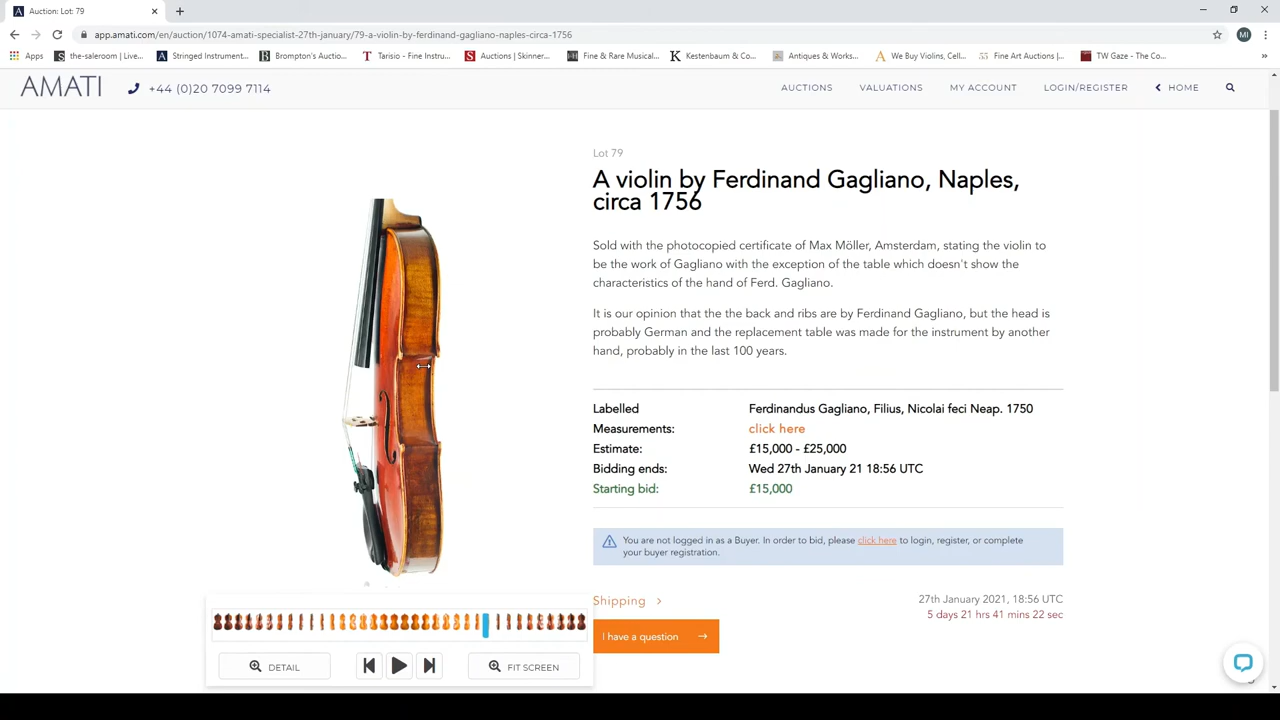 Auction: Lot: 79
app.amati.com/en/auction/1074-amati-specialist-27th-january/79-a-violin-by-ferdinand-gagliano-naples-circa-1756
MI
Apps
the-saleroom | Live...
Stringed Instrument...
Brompton's Auctio...
Tarisio - Fine Instru...
Auctions | Skinner...
Fine & Rare Musical...
Kestenbaum & Co...
Antiques & Works...
We Buy Violins, Cell...
Fine Art Auctions |...
TW Gaze - The Co...
AMATI
+44 (0)20 7099 7114
AUCTIONS
VALUATIONS
MY ACCOUNT
LOGIN/REGISTER
HOME
Lot 79
A violin by Ferdinand Gagliano, Naples,
circa 1756
Sold with the photocopied certificate of Max Möller, Amsterdam, stating the violin to
be the work of Gagliano with the exception of the table which doesn't show the
characteristics of the hand of Ferd. Gagliano.
It is our opinion that the the back and ribs are by Ferdinand Gagliano, but the head is
probably German and the replacement table was made for the instrument by another
hand, probably in the last 100 years.
Labelled Ferdinandus Gagliano, Filius, Nicolai feci Neap. 1750
Measurements: click here
Estimate: £15,000 - £25,000
Bidding ends: Wed 27th January 21 18:56 UTC
Starting bid: £15,000
You are not logged in as a Buyer. In order to bid, please click here to login, register, or complete
your buyer registration.
Shipping
27th January 2021, 18:56 UTC
5 days 21 hrs 41 mins 22 sec
I have a question
DETAIL
FIT SCREEN